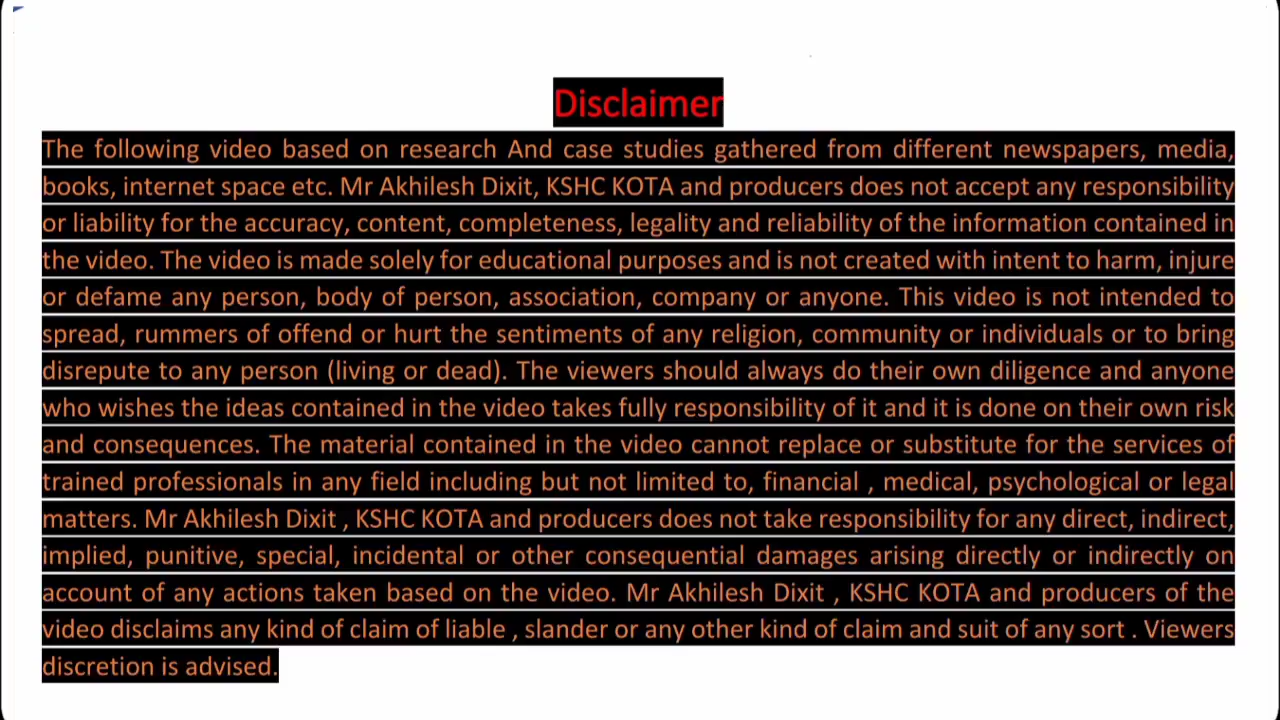 Disclaimer
The following video based on research And case studies gathered from different newspapers, media,
books, internet space etc. Mr Akhilesh Dixit, KSHC KOTA and producers does not accept any responsibility
or liability for the accuracy, content, completeness, legality and reliability of the information contained in
the video. The video is made solely for educational purposes and is not created with intent to harm, injure
or defame any person, body of person, association, company or anyone. This video is not intended to
spread, rummers of offend or hurt the sentiments of any religion, community or individuals or to bring
disrepute to any person (living or dead). The viewers should always do their own diligence and anyone
who wishes the ideas contained in the video takes fully responsibility of it and it is done on their own risk
and consequences. The material contained in the video cannot replace or substitute for the services of
trained professionals in any field including but not limited to, financial , medical, psychological or legal
matters. Mr Akhilesh Dixit , KSHC KOTA and producers does not take responsibility for any direct, indirect,
implied, punitive, special, incidental or other consequential damages arising directly or indirectly on
account of any actions taken based on the video. Mr Akhilesh Dixit , KSHC KOTA and producers of the
video disclaims any kind of claim of liable , slander or any other kind of claim and suit of any sort . Viewers
discretion is advised.